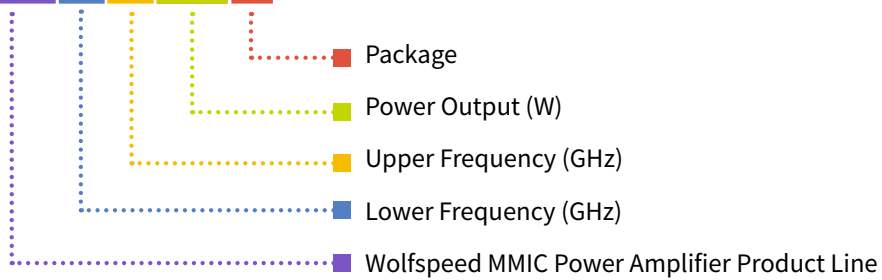 Package
Power Output (W)
Upper Frequency (GHz)
Lower Frequency (GHz)
Wolfspeed MMIC Power Amplifier Product Line